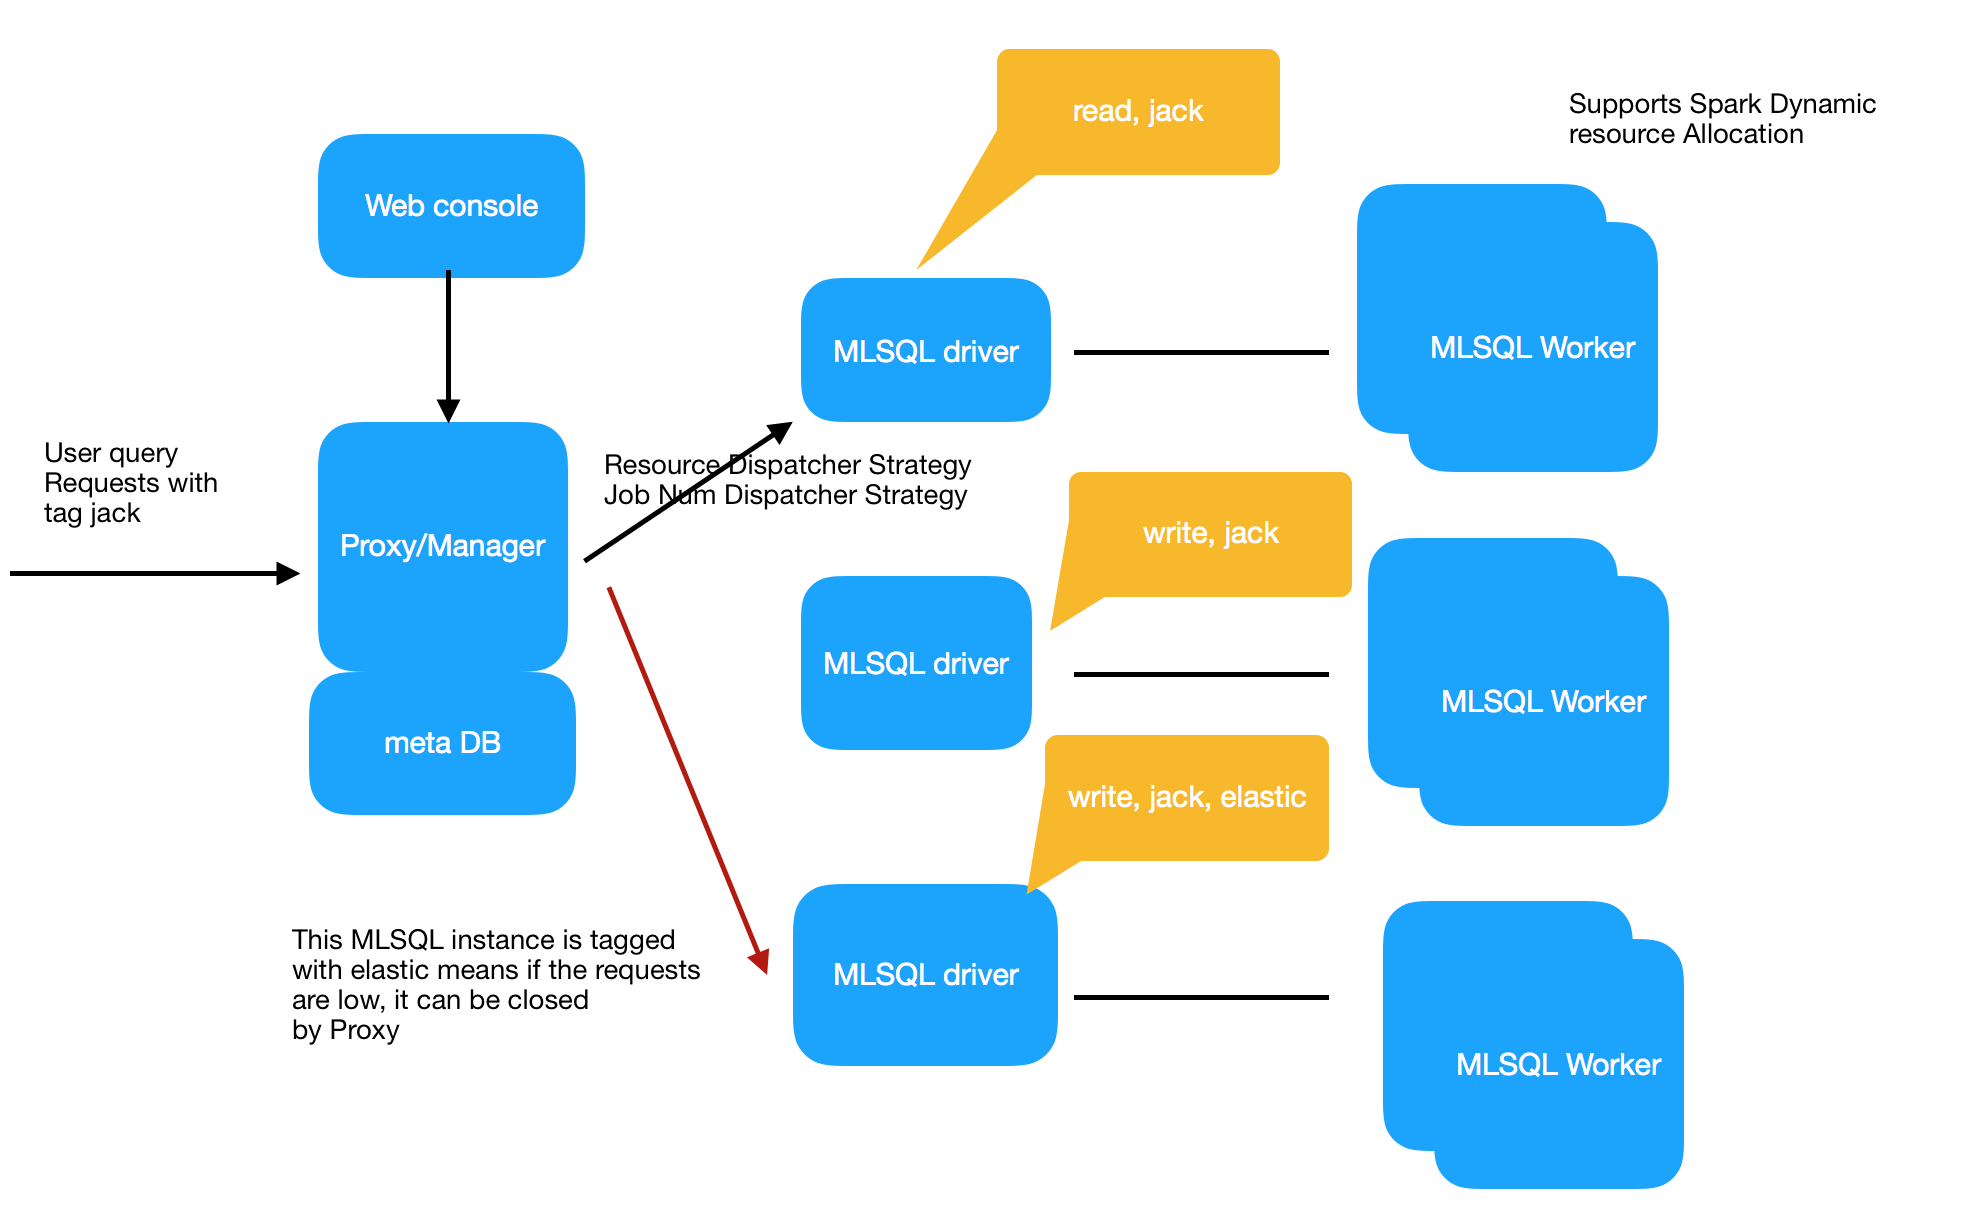 read, jack
Supports Spark Dynamic
resource Allocation
Web console
MLSQL driver
MLSQL Worker
User query
Requests with
tag jack
Resource Dispatcher Strategy
Job Num Dispatcher Strategy
Proxy/Manager
write, jack
MLSQL driver
MLSQL Worker
meta DB
write, jack, elastic
This MLSQL instance is tagged
with elastic means if the requests
are low, it can be closed
by Proxy
MLSQL driver
MLSQL Worker